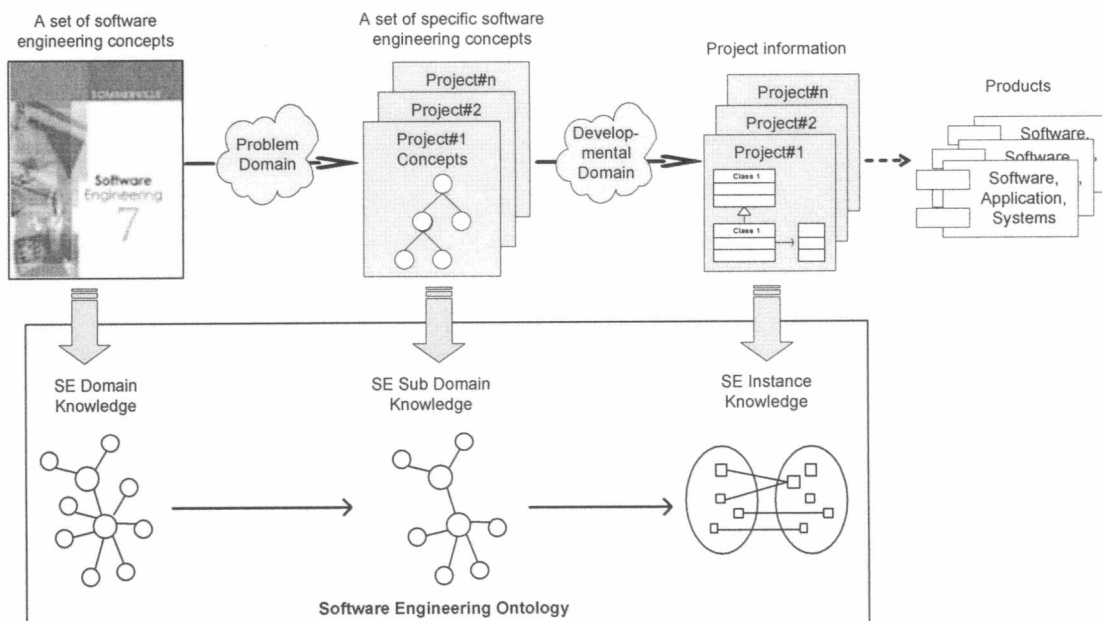 A set of software
engineering concepts
A set of specific software
engineering concepts
Project information
Products
SOMMERVILLE
Software
Engineering
7
Problem
Domain
Project#n
Project#2
Project#1
Concepts
Develop-
mental
Domain
Project#n
Project#2
Project#1
Class 1
Class 1
Software,
Software
,
Software,
Application,
Systems
SE Domain
Knowledge
SE Sub Domain
Knowledge
SE Instance
Knowledge
Software Engineering Ontology